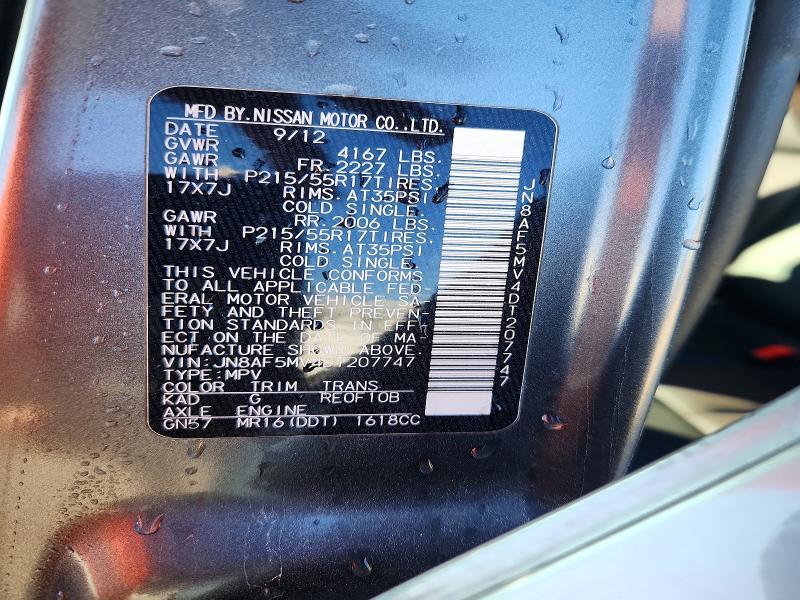 MFD BY.NISSAN MOTOR CO.,LTD.
DATE 9/12
GVWR 4167 LBS.
GAWR FR.2227 LBS.
WITH P215/55R17TIRES,
17X7J RIMS.AT35PSI
COLD SINGLE.
GAWR RR.2006 LBS.
WITH P215/55R17TIRES,
17X7J RIMS.AT35PSI
COLD SINGLE.
THIS VEHICLE CONFORMS
TO ALL APPLICABLE FED-
ERAL MOTOR VEHICLE SA
FETY AND THEFT PREVEN-
TION STANDARDS IN EFF-
ECT ON THE DATE OF MA-
NUFACTURE SHOWN ABOVE.
VIN:JN8AF5MV4DT207747
TYPE:MPV
COLOR TRIM TRANS
KAD G RE0F10B
AXLE ENGINE
GN57 MR16(DDT) 1618CC
JN8AF5MV4DT207747